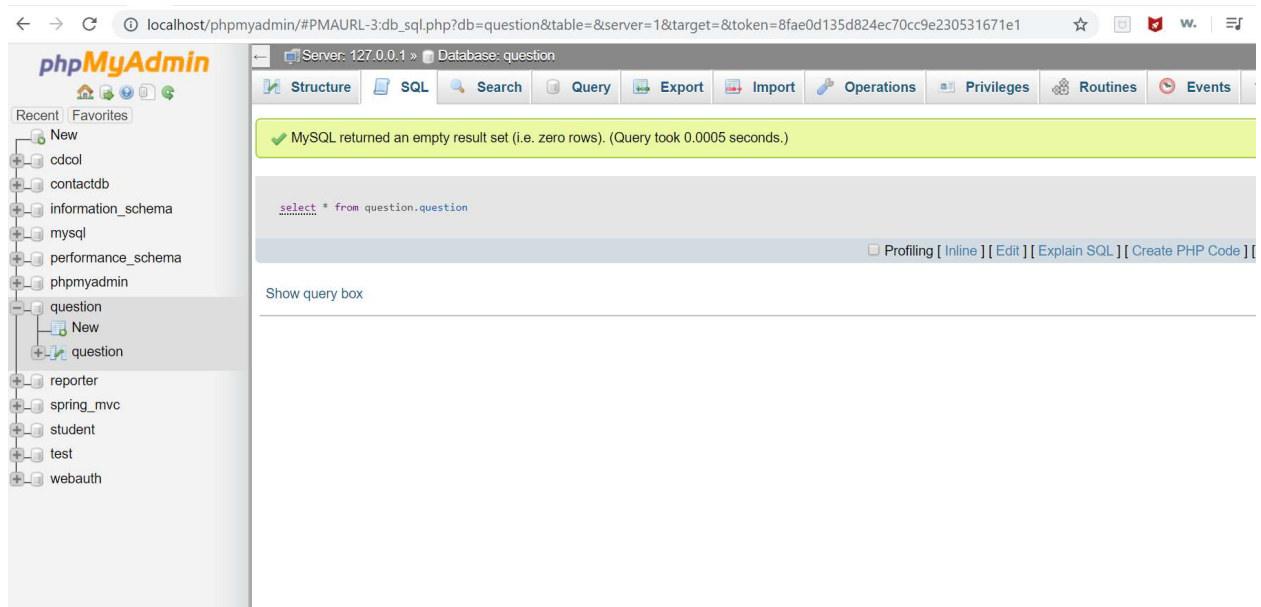 localhost/phpmyadmin/#PMAURL-3:db_sql.php?db=question&table=&server=1&target=&token=8fae0d135d824ec70cc9e230531671e1
w.
phpMyAdmin
Recent Favorites
New
cdcol
contactdb
information_schema
mysql
performance_schema
phpmyadmin
question
New
question
reporter
spring_mvc
student
test
webauth
Server: 127.0.0.1 » Database: question
Structure SQL Search Query Export Import Operations Privileges Routines Events
MySQL returned an empty result set (i.e. zero rows). (Query took 0.0005 seconds.)
select * from question.question
Profiling [ Inline ] [ Edit ] [ Explain SQL ] [ Create PHP Code ] [
Show query box